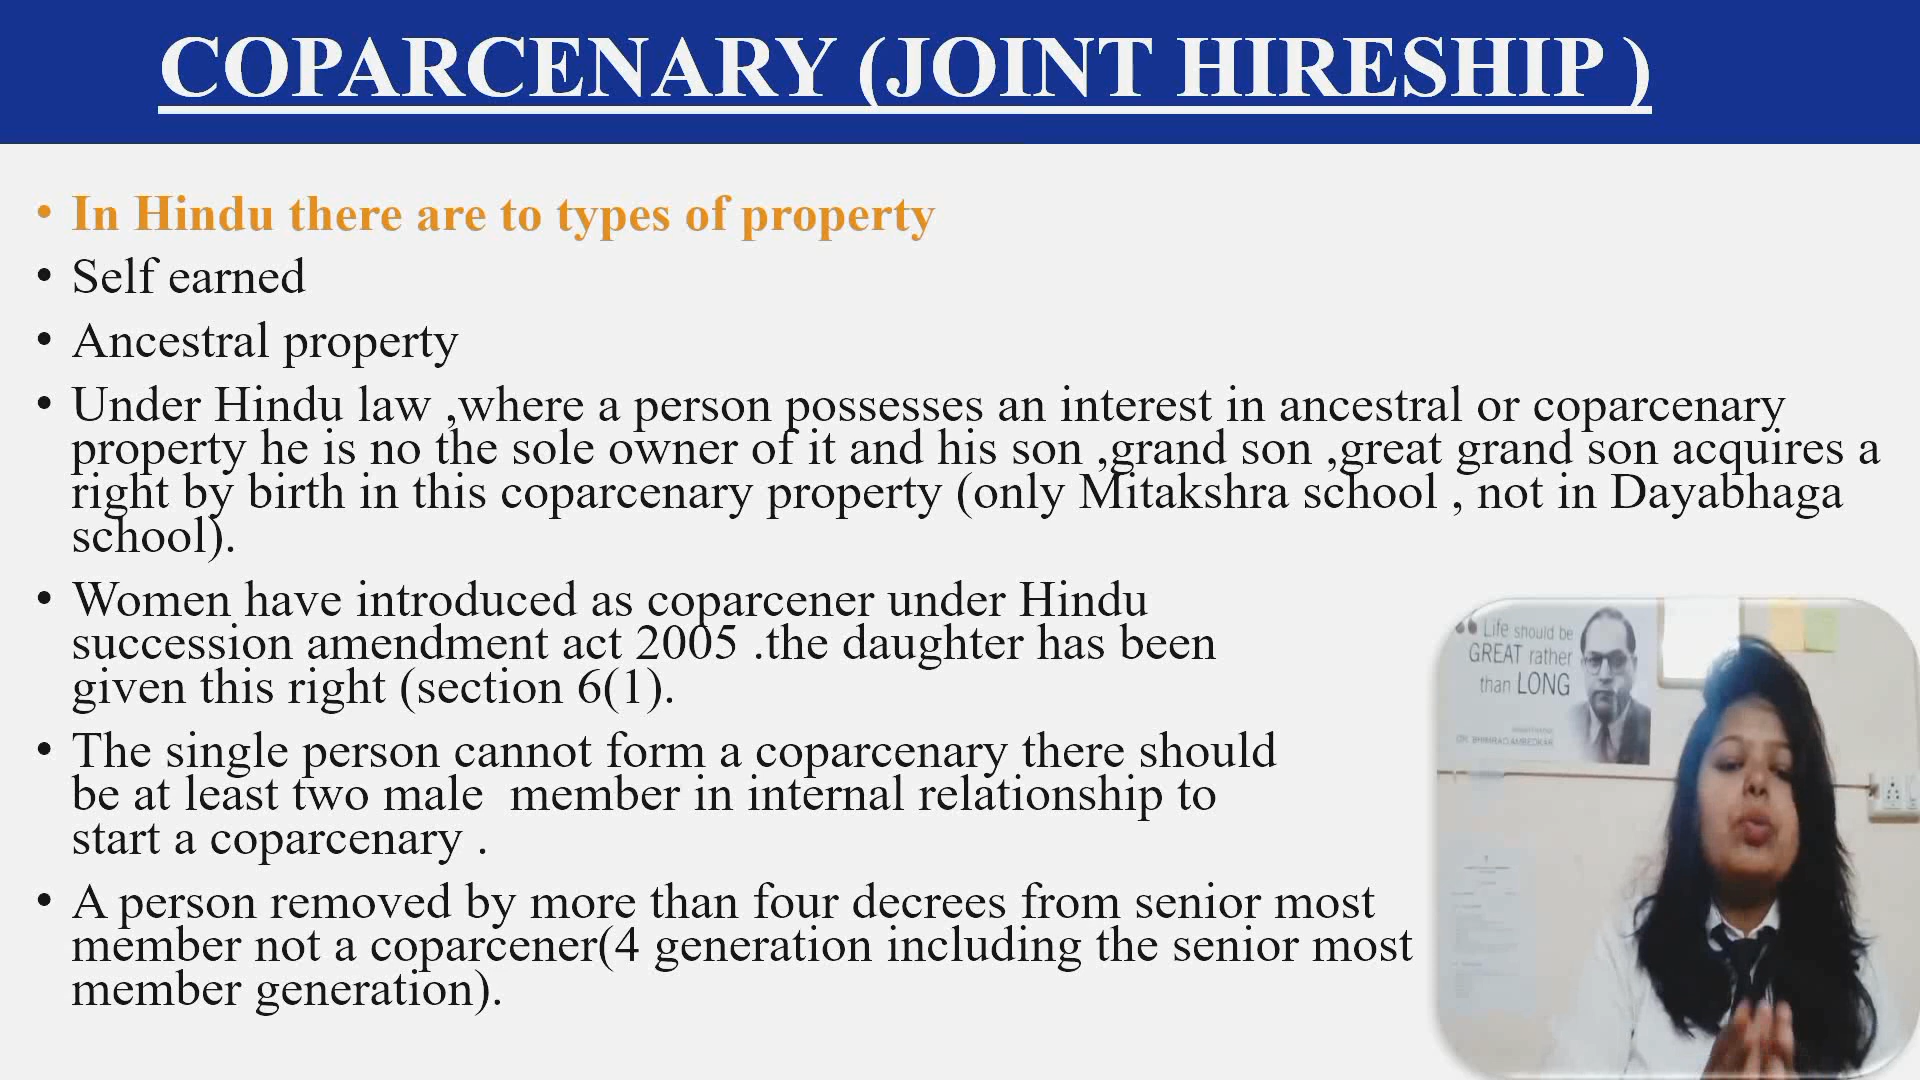 COPARCENARY (JOINT HIRESHIP )
• In Hindu there are to types of property
• Self earned
• Ancestral property
• Under Hindu law ,where a person possesses an interest in ancestral or coparcenary
property he is no the sole owner of it and his son ,grand son ,great grand son acquires a
right by birth in this coparcenary property (only Mitakshra school , not in Dayabhaga
school).
• Women have introduced as coparcener under Hindu
succession amendment act 2005 .the daughter has been
given this right (section 6(1).
• The single person cannot form a coparcenary there should
be at least two male  member in internal relationship to
start a coparcenary .
• A person removed by more than four decrees from senior most
member not a coparcener(4 generation including the senior most
member generation).
“ Life should be
GREAT rather
than LONG
DR. BHIMRAO AMBEDKAR